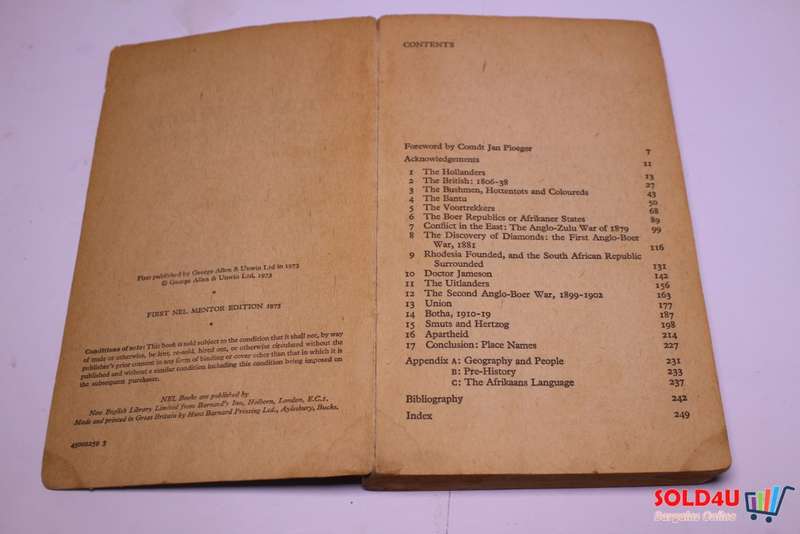 First published by George Allen & Unwin Ltd in 1973
© George Allen & Unwin Ltd, 1973
*
FIRST NEL MENTOR EDITION 1975
*
Conditions of sale: This book is sold subject to the condition that it shall not, by way
of trade or otherwise, be lent, re-sold, hired out, or otherwise circulated without the
publisher's prior consent in any form of binding or cover other than that in which it is
published and without a similar condition including this condition being imposed on
the subsequent purchaser.
NEL Books are published by
New English Library Limited from Barnard's Inn, Holborn, London, E.C.1.
Made and printed in Great Britain by Hunt Barnard Printing Ltd., Aylesbury, Bucks.
45002259 5
CONTENTS
Foreword by Comdt Jan Ploeger 7
Acknowledgements 11
1 The Hollanders 13
2 The British: 1806-38 27
3 The Bushmen, Hottentots and Coloureds 43
4 The Bantu 50
5 The Voortrekkers 68
6 The Boer Republics or Afrikaner States 89
7 Conflict in the East: The Anglo-Zulu War of 1879 99
8 The Discovery of Diamonds: the First Anglo-Boer
War, 1881 116
9 Rhodesia Founded, and the South African Republic
Surrounded 131
10 Doctor Jameson 142
11 The Uitlanders 156
12 The Second Anglo-Boer War, 1899-1902 163
13 Union 177
14 Botha, 1910-19 187
15 Smuts and Hertzog 198
16 Apartheid 214
17 Conclusion: Place Names 227
Appendix A: Geography and People 231
B: Pre-History 233
C: The Afrikaans Language 237
Bibliography 242
Index 249
SOLD4U
Bargains Online